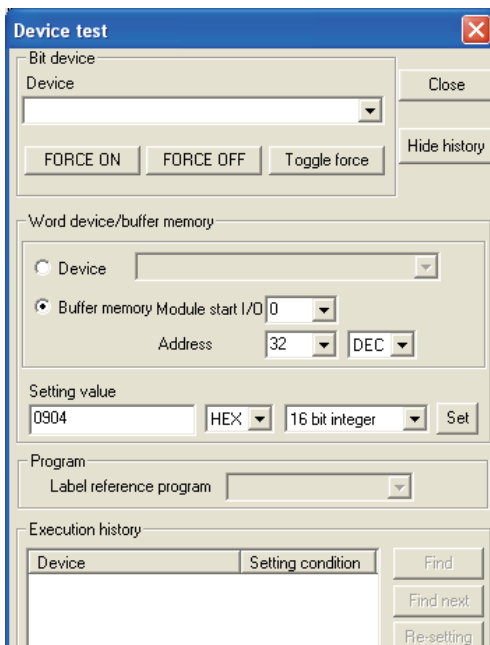 Device test
Bit device
Device
Close
FORCE ON FORCE OFF Toggle force
Hide history
Word device/buffer memory
Device
Buffer memory Module start I/O 0
Address 32 DEC
Setting value
0904 HEX 16 bit integer Set
Program
Label reference program
Execution history
Device Setting condition Find
Find next
Re-setting